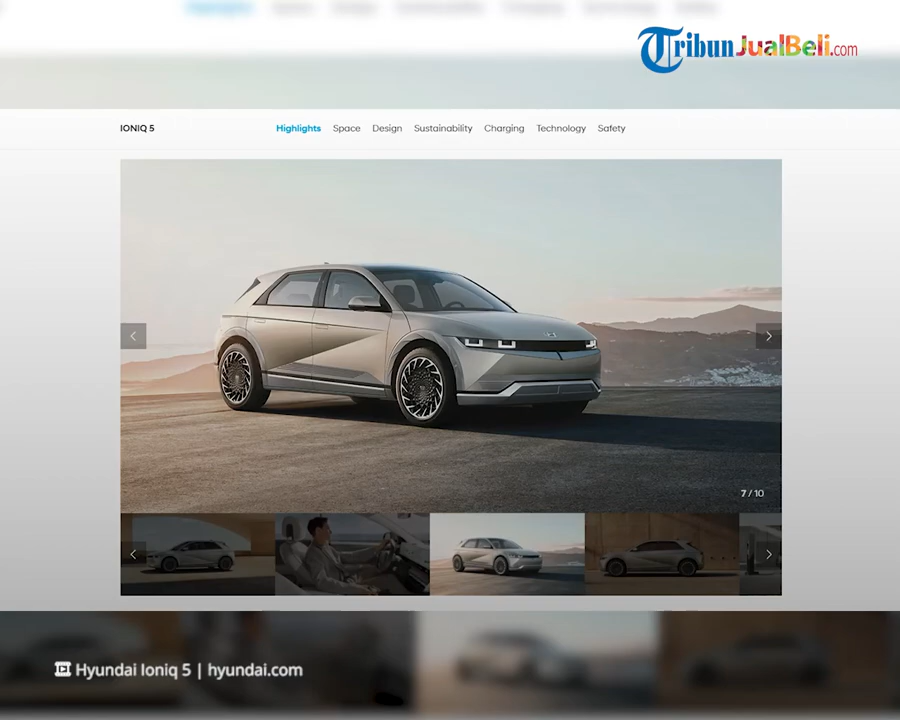 TribunJualBeli.com
IONIQ 5 Highlights Space Design Sustainability Charging Technology Safety
7 / 10
Hyundai Ioniq 5 | hyundai.com